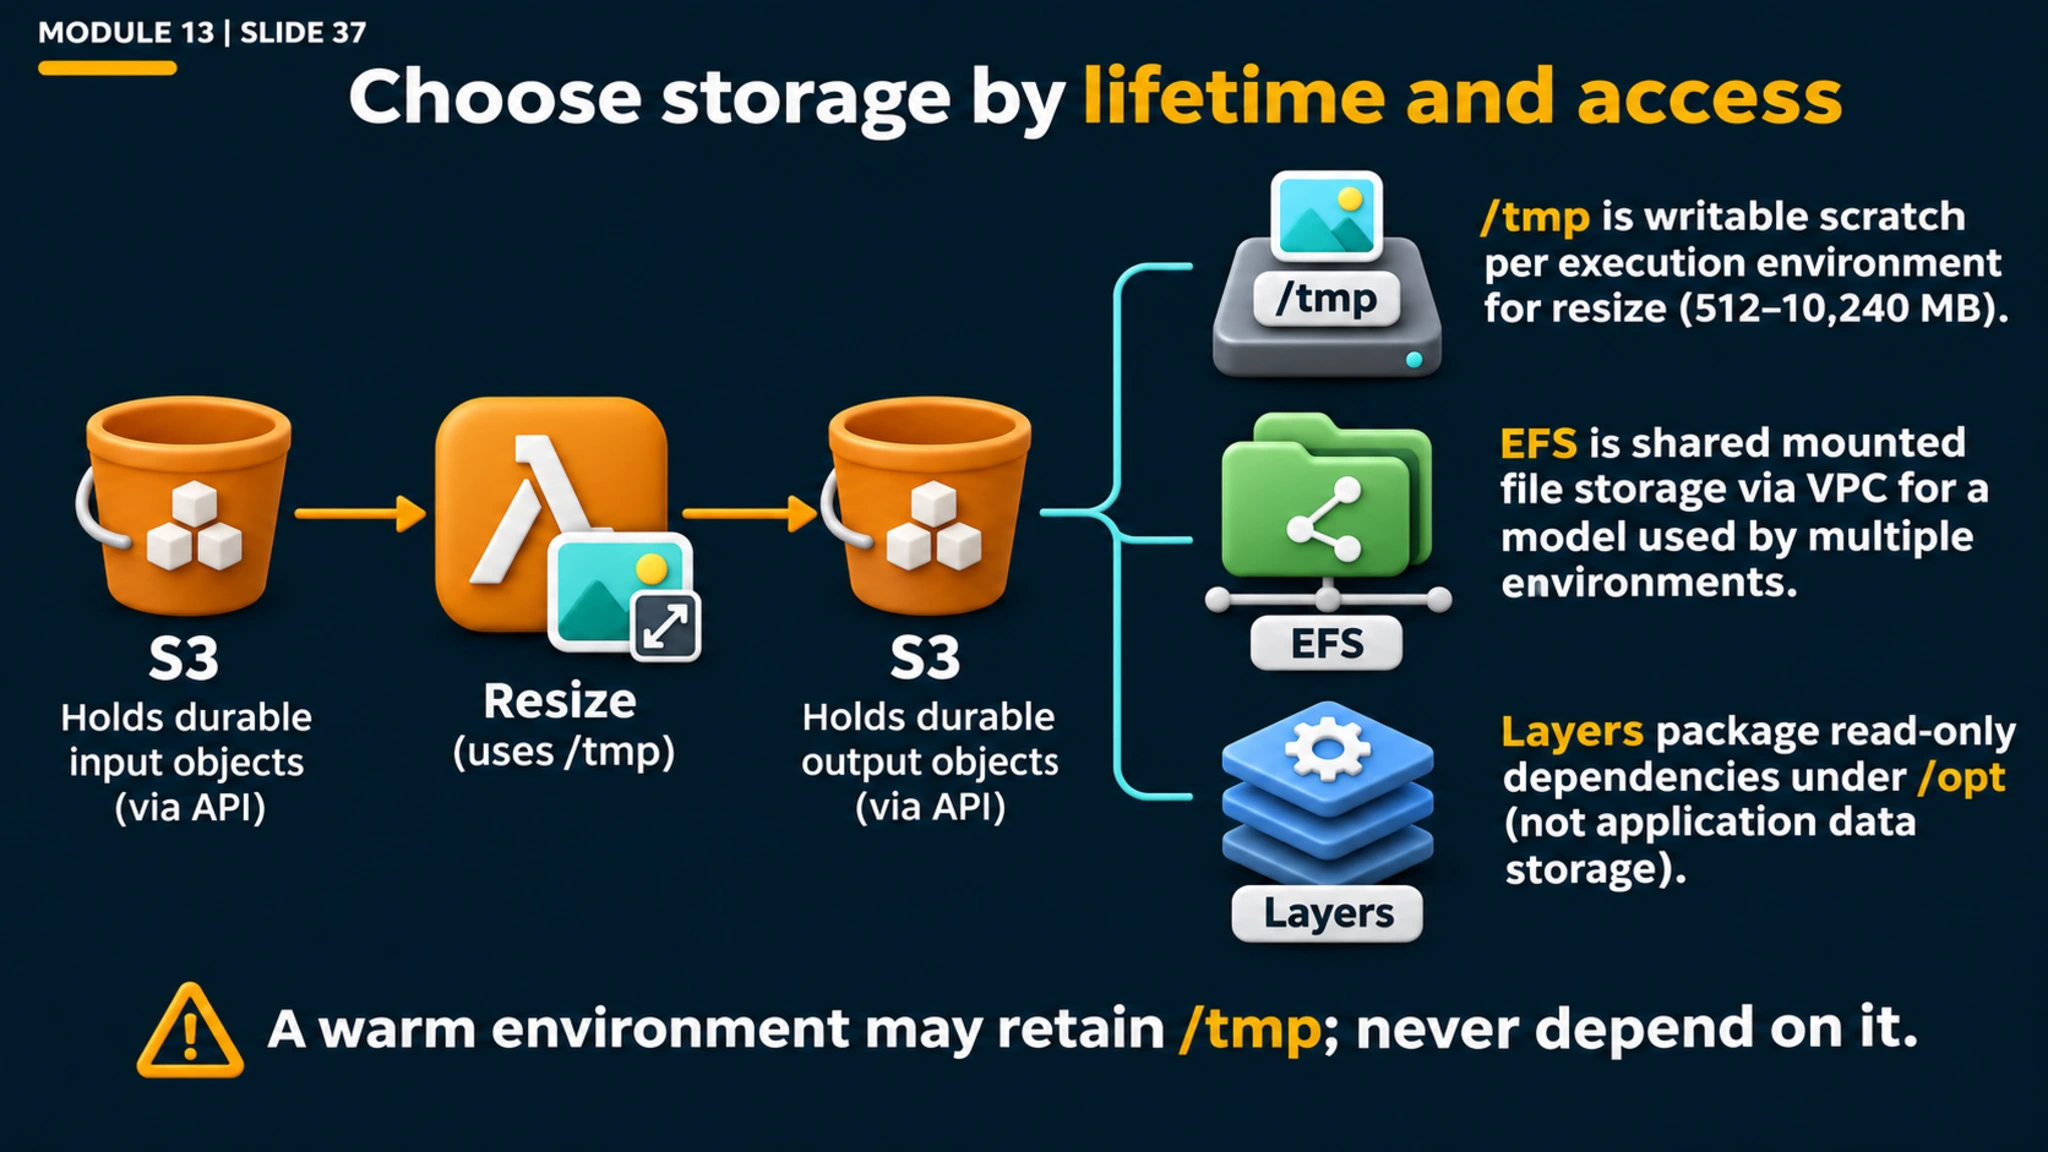 MODULE 13 | SLIDE 37
Choose storage by lifetime and access
S3
Holds durable
input objects
(via API)
Resize
(uses /tmp)
S3
Holds durable
output objects
(via API)
/tmp
/tmp is writable scratch
per execution environment
for resize (512–10,240 MB).
EFS
EFS is shared mounted
file storage via VPC for a
model used by multiple
environments.
Layers
Layers package read-only
dependencies under /opt
(not application data
storage).
A warm environment may retain /tmp; never depend on it.